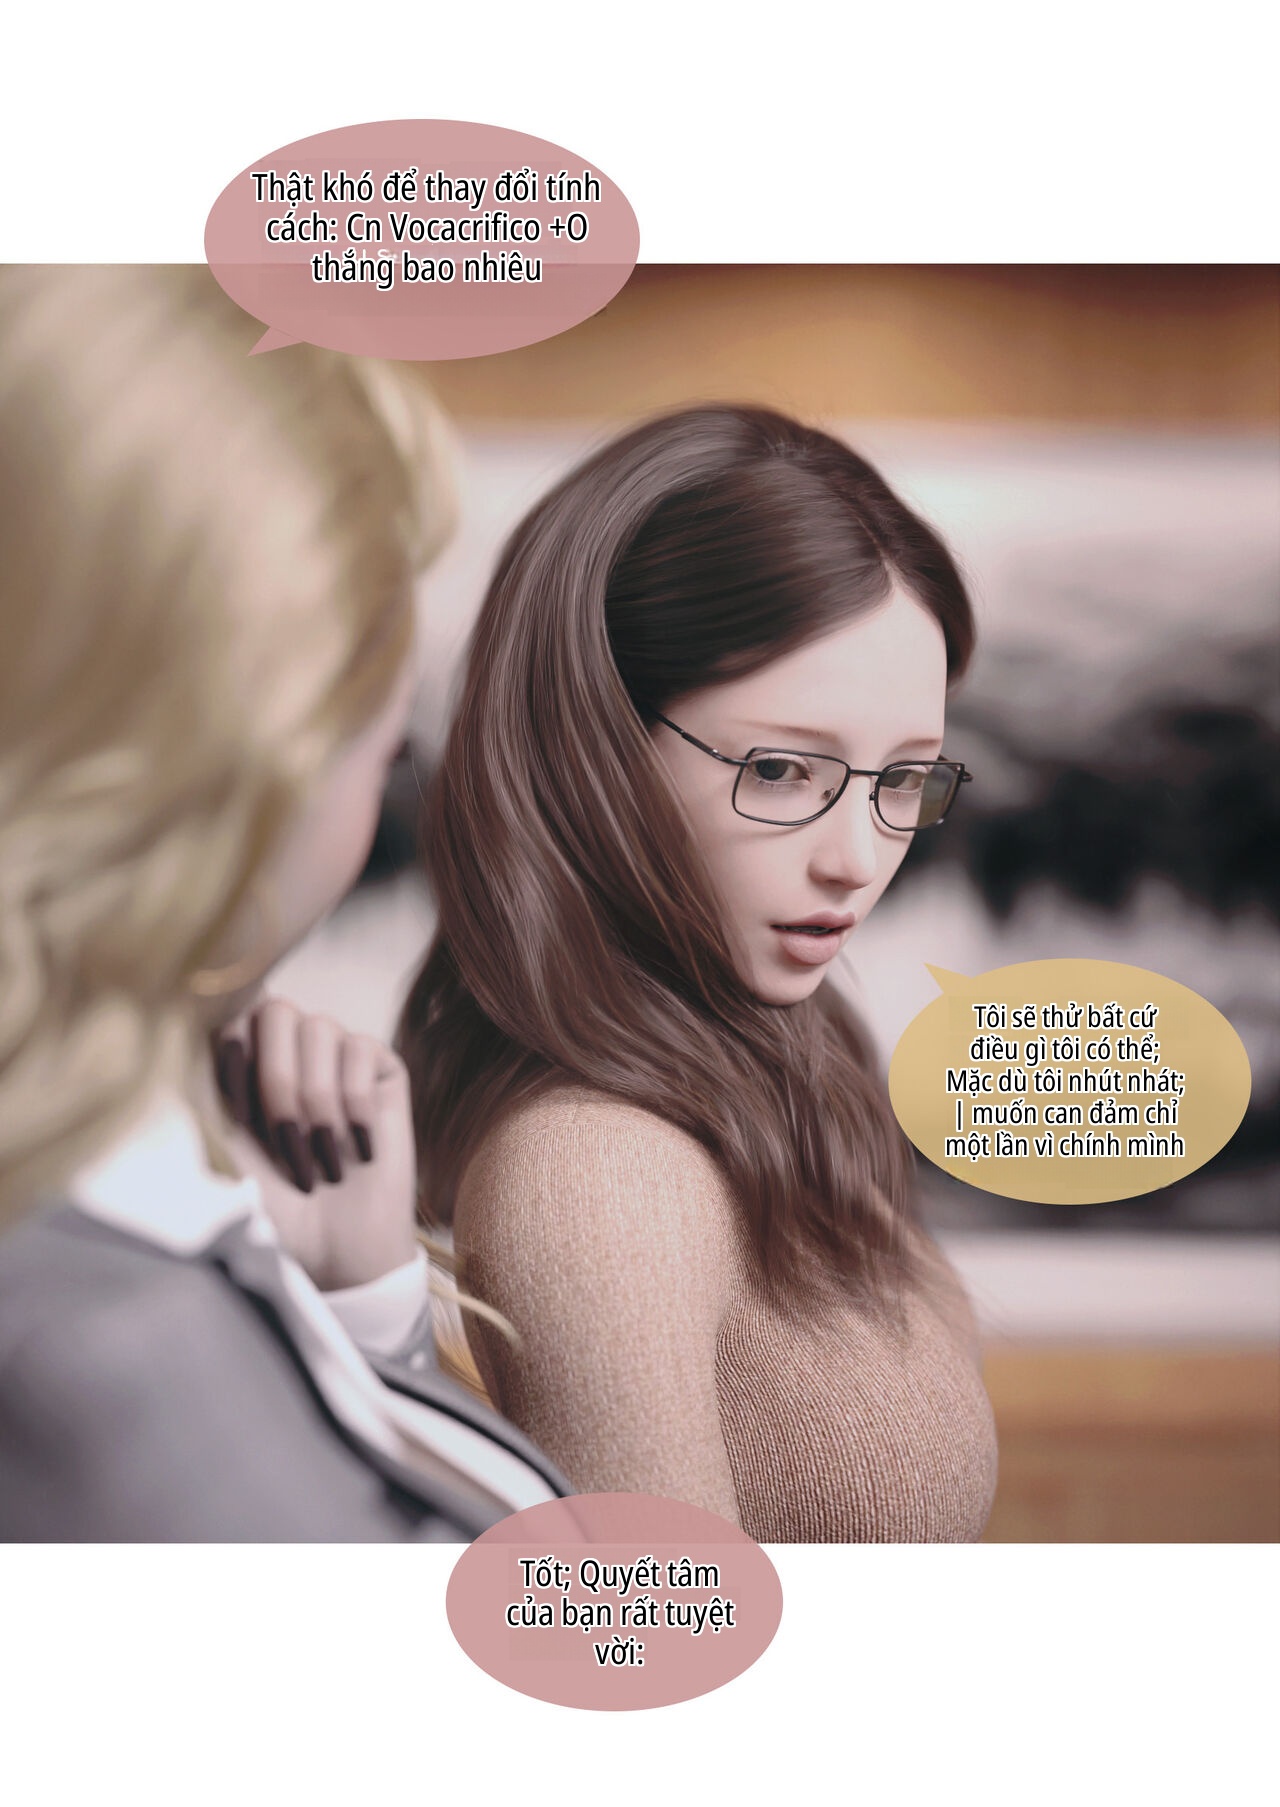 Thật khó để thay đổi tính
cách: Cn Vocacrifico +O
thắng bao nhiêu
Tôi sẽ thử bất cứ
điều gì tôi có thể;
Mặc dù tôi nhút nhát;
| muốn can đảm chỉ
một lần vì chính mình
Tốt; Quyết tâm
của bạn rất tuyệt
vời: